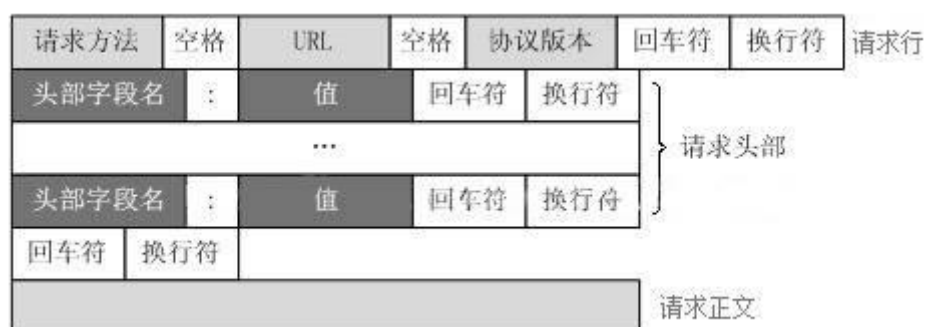 请求方法 空格 URL 空格 协议版本 回车符 换行符 请求行
头部字段名 : 值 回车符 换行符
... 请求头部
头部字段名 : 值 回车符 换行符
回车符 换行符
请求正文